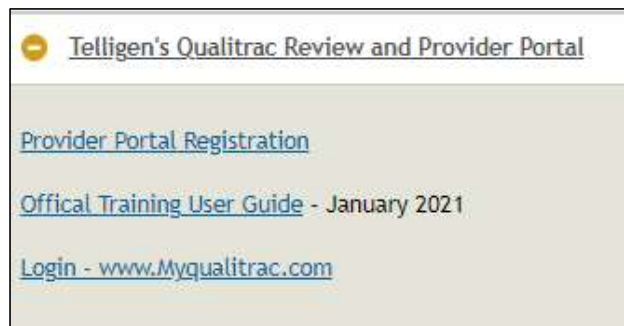 Telligen's Qualitrac Review and Provider Portal
Provider Portal Registration
Offical Training User Guide - January 2021
Login - www.Myqualitrac.com